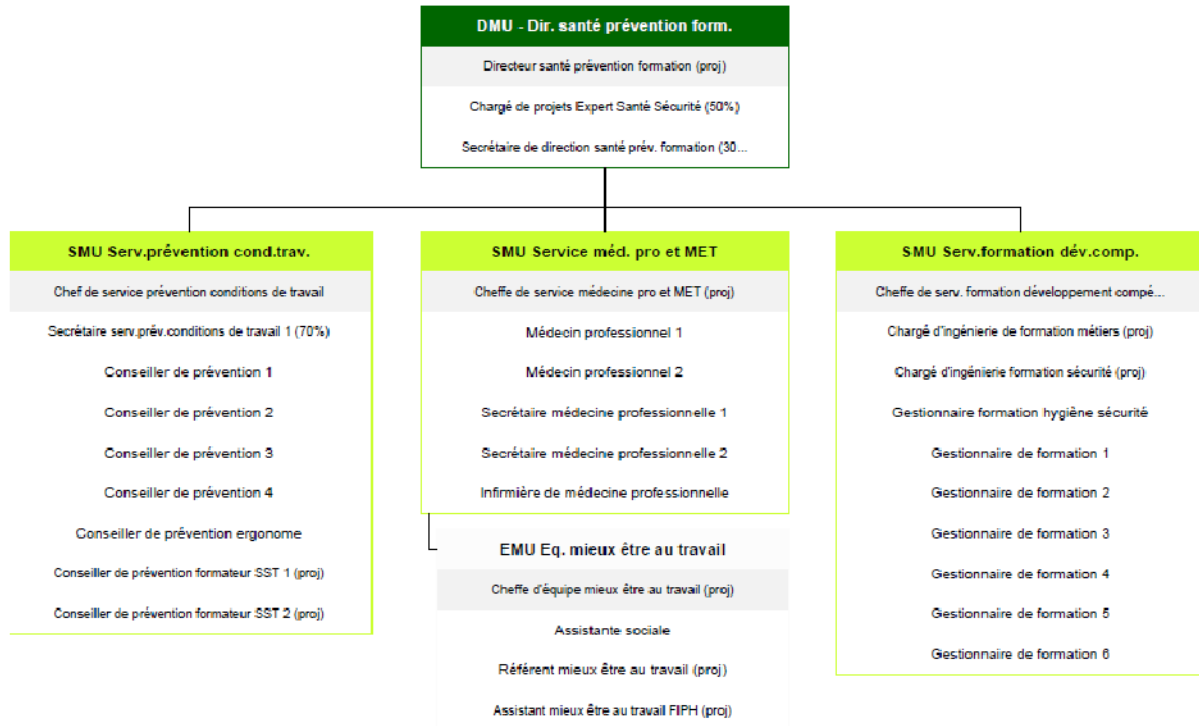 DMU - Dir. santé prévention form.
Directeur santé prévention formation (proj)
Chargé de projets Expert Santé Sécurité (50%)
Secrétaire de direction santé prév. formation (30...
SMU Serv.prévention cond.trav.
Chef de service prévention conditions de travail
Secrétaire serv.prév.conditions de travail 1 (70%)
Conseiller de prévention 1
Conseiller de prévention 2
Conseiller de prévention 3
Conseiller de prévention 4
Conseiller de prévention ergonome
Conseiller de prévention formateur SST 1 (proj)
Conseiller de prévention formateur SST 2 (proj)
SMU Service méd. pro et MET
Cheffe de service médecine pro et MET (proj)
Médecin professionnel 1
Médecin professionnel 2
Secrétaire médecine professionnelle 1
Secrétaire médecine professionnelle 2
Infirmière de médecine professionnelle
EMU Eq. mieux être au travail
Cheffe d'équipe mieux être au travail (proj)
Assistante sociale
Référent mieux être au travail (proj)
Assistant mieux être au travail FIPH (proj)
SMU Serv.formation dév.comp.
Cheffe de serv. formation développement compé...
Chargé d'ingénierie de formation métiers (proj)
Chargé d'ingénierie formation sécurité (proj)
Gestionnaire formation hygiène sécurité
Gestionnaire de formation 1
Gestionnaire de formation 2
Gestionnaire de formation 3
Gestionnaire de formation 4
Gestionnaire de formation 5
Gestionnaire de formation 6